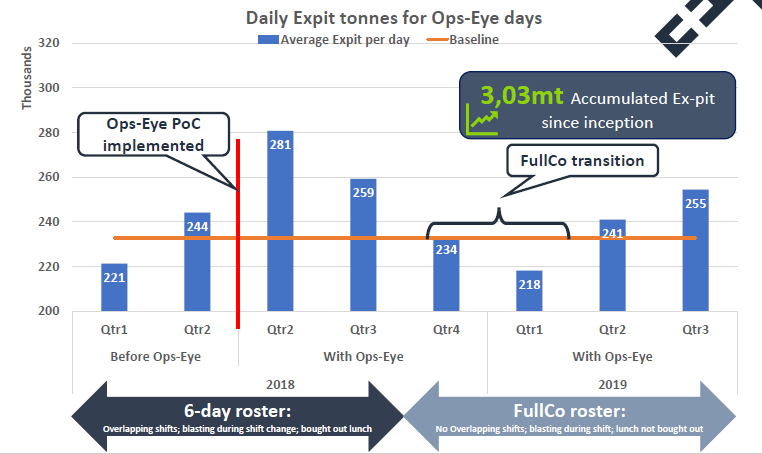 Daily Expit tonnes for Ops-Eye days
Average Expit per day
Baseline
Thousands
320
300
280
260
240
220
200
3,03mt Accumulated Ex-pit
since inception
Ops-Eye PoC
implemented
FullCo transition
221
244
281
259
234
218
241
255
Qtr1
Qtr2
Qtr2
Qtr3
Qtr4
Qtr1
Qtr2
Qtr3
Before Ops-Eye
With Ops-Eye
With Ops-Eye
2018
2019
6-day roster:
Overlapping shifts; blasting during shift change; bought out lunch
FullCo roster:
No Overlapping shifts; blasting during shift; lunch not bought out